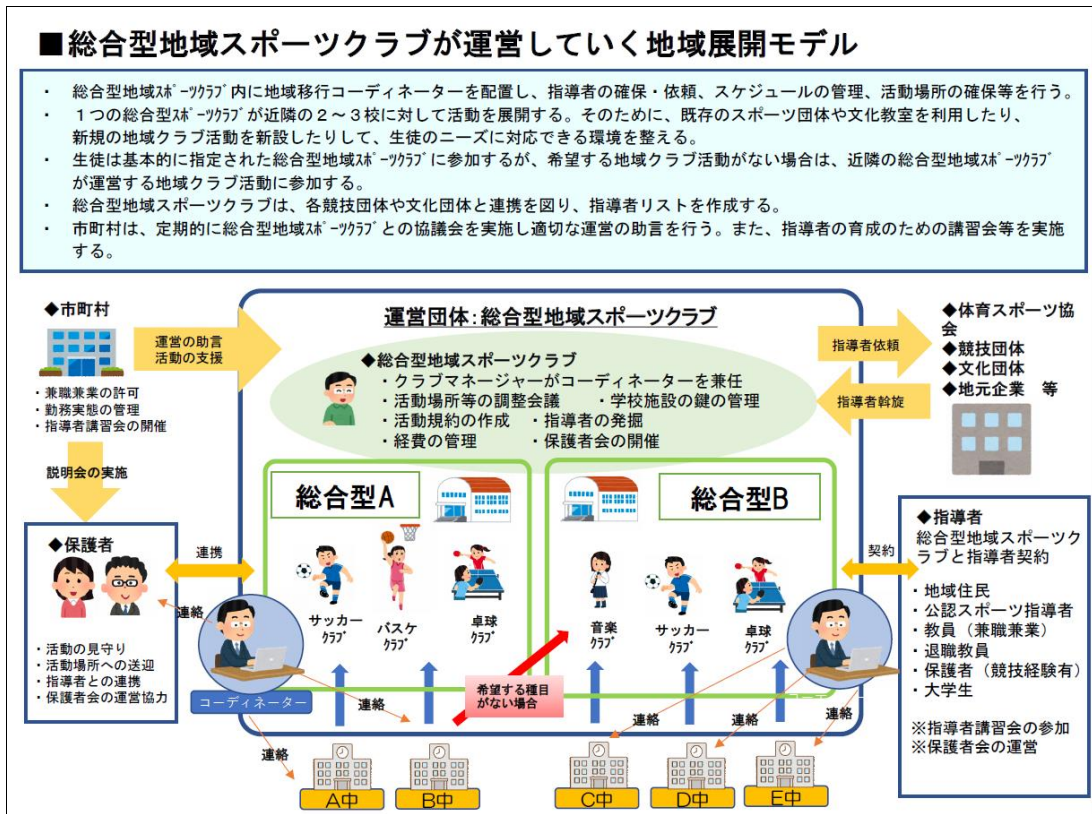 ■総合型地域スポーツクラブが運営していく地域展開モデル
・ 総合型地域ｽﾎﾟｰﾂｸﾗﾌﾞ内に地域移行コーディネーターを配置し、指導者の確保・依頼、スケジュールの管理、活動場所の確保等を行う。
・ １つの総合型スポーツクラブが近隣の２～３校に対して活動を展開する。そのために、既存のスポーツ団体や文化教室を利用したり、
新規の地域クラブ活動を新設したりして、生徒のニーズに対応できる環境を整える。
・ 生徒は基本的に指定された総合型地域ｽﾎﾟｰﾂｸﾗﾌﾞに参加するが、希望する地域クラブ活動がない場合は、近隣の総合型地域ｽﾎﾟｰﾂｸﾗﾌﾞ
が運営する地域クラブ活動に参加する。
・ 総合型地域スポーツクラブは、各競技団体や文化団体と連携を図り、指導者リストを作成する。
・ 市町村は、定期的に総合型地域ｽﾎﾟｰﾂｸﾗﾌﾞとの協議会を実施し適切な運営の助言を行う。また、指導者の育成のための講習会等を実施
する。
◆市町村
・兼職兼業の許可
・勤務実態の管理
・指導者講習会の開催
運営の助言
活動の支援
説明会の実施
運営団体：総合型地域スポーツクラブ
◆総合型地域スポーツクラブ
・クラブマネージャーがコーディネーターを兼任
・活動場所等の調整会議 ・学校施設の鍵の管理
・活動規約の作成 ・指導者の発掘
・経費の管理 ・保護者会の開催
指導者依頼
指導者斡旋
◆体育スポーツ協
会
◆競技団体
◆文化団体
◆地元企業 等
総合型A
サッカー
ｸﾗﾌﾞ
バスケ
ｸﾗﾌﾞ
卓球
ｸﾗﾌﾞ
総合型B
音楽
ｸﾗﾌﾞ
サッカー
ｸﾗﾌﾞ
卓球
ｸﾗﾌﾞ
◆保護者
・活動の見守り
・活動場所への送迎
・指導者との連携
・保護者会の運営協力
連携
連絡
コーディネーター
連絡
連絡
希望する種目
がない場合
連絡
連絡
連絡
契約
◆指導者
総合型地域スポーツク
ラブと指導者契約
・地域住民
・公認スポーツ指導者
・教員（兼職兼業）
・退職教員
・保護者（競技経験有）
・大学生
※指導者講習会の参加
※保護者会の運営
A中
B中
C中
D中
E中